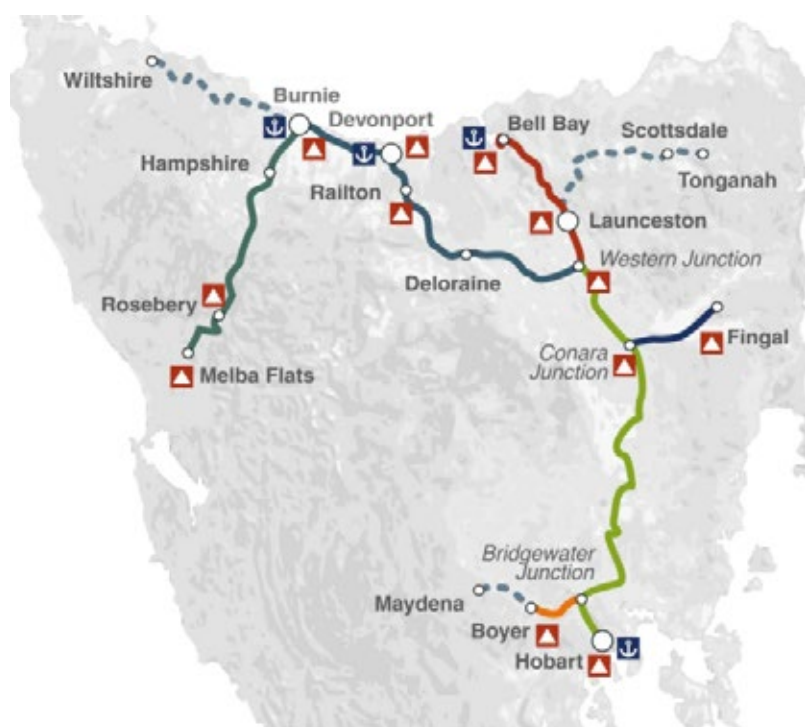 Wiltshire
Burnie
Devonport
Bell Bay
Scottsdale
Hampshire
Railton
Tonganah
Launceston
Western Junction
Deloraine
Rosebery
Fingal
Conara
Junction
Melba Flats
Bridgewater
Junction
Maydena
Boyer
Hobart